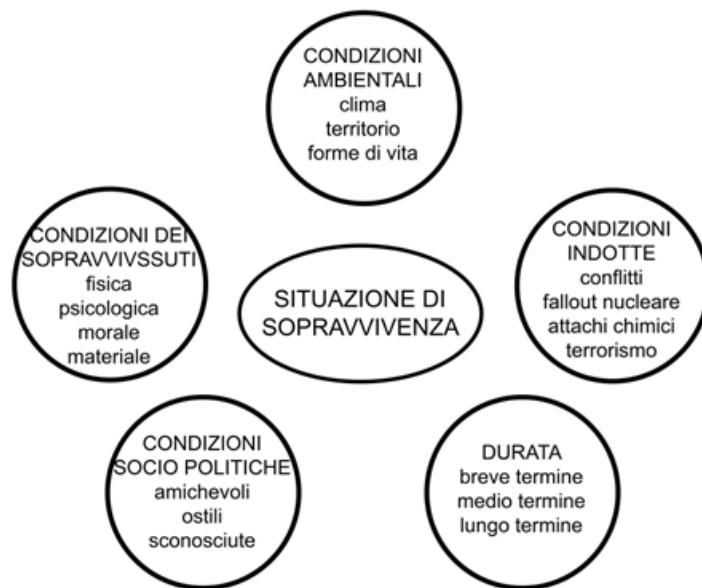 CONDIZIONI
AMBIENTALI
clima
territorio
forme di vita
CONDIZIONI DEI
SOPRAVVIVSSUTI
fisica
psicologica
morale
materiale
SITUAZIONE DI
SOPRAVVIVENZA
CONDIZIONI
INDOTTE
conflitti
fallout nucleare
attachi chimici
terrorismo
CONDIZIONI
SOCIO POLITICHE
amichevoli
ostili
sconosciute
DURATA
breve termine
medio termine
lungo termine